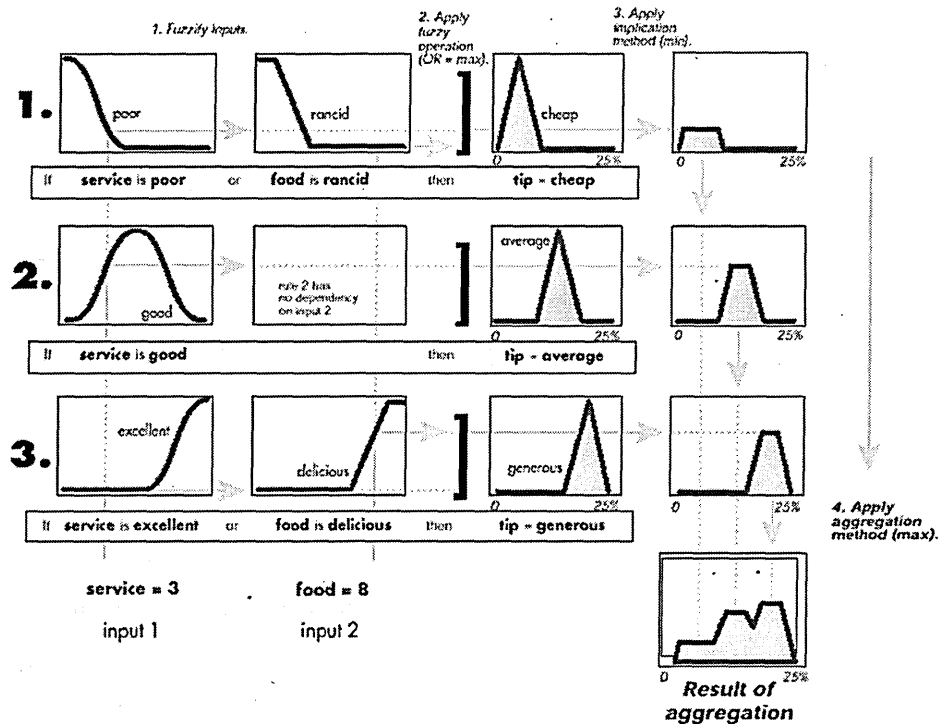 1. Fuzzify inputs.
2. Apply
fuzzy
operation
(OR = max).
3. Apply
implication
method (min).
1.
poor
rancid
cheap
0
25%
0
25%
If service is poor or food is rancid then tip = cheap
2.
good
rule 2 has
no dependency
on input 2
average
0
25%
0
25%
If service is good then tip = average
3.
excellent
delicious
generous
0
25%
0
25%
If service is excellent or food is delicious then tip = generous
4. Apply
aggregation
method (max).
service = 3
food = 8
input 1
input 2
0
25%
Result of
aggregation